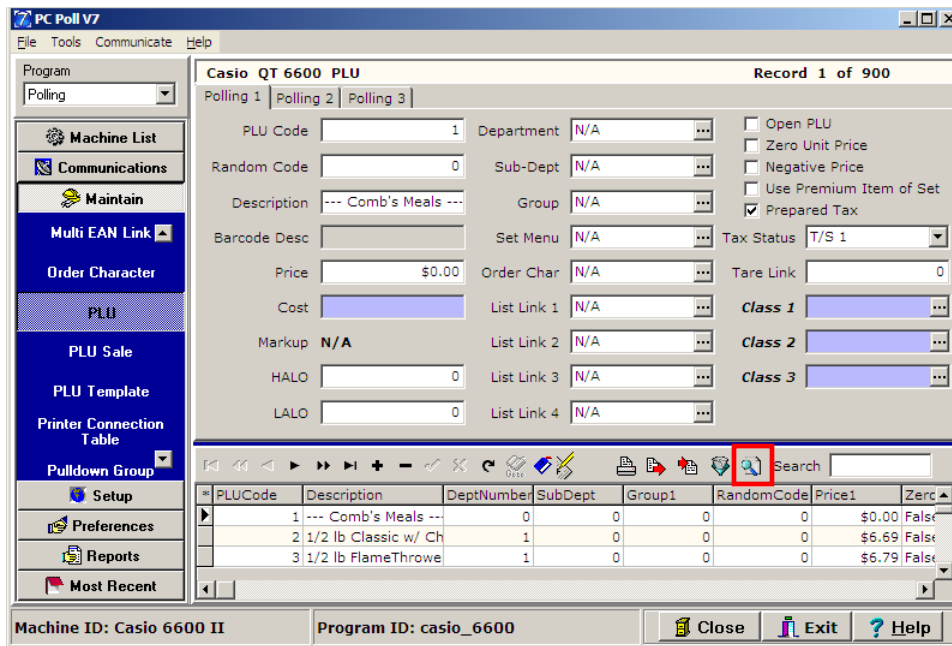 PC Poll V7
File Tools Communicate Help
Program
Polling
Machine List
Communications
Maintain
Multi EAN Link
Order Character
PLU
PLU Sale
PLU Template
Printer Connection
Table
Pulldown Group
Setup
Preferences
Reports
Most Recent
Casio QT 6600 PLU Record 1 of 900
Polling 1 Polling 2 Polling 3
PLU Code 1 Department N/A Open PLU
Zero Unit Price
Random Code 0 Sub-Dept N/A Negative Price
Use Premium Item of Set
Description --- Comb's Meals --- Group N/A Prepared Tax
Barcode Desc Set Menu N/A Tax Status T/S 1
Price $0.00 Order Char N/A Tare Link 0
Cost List Link 1 N/A Class 1
Markup N/A List Link 2 N/A Class 2
HALO 0 List Link 3 N/A Class 3
LALO 0 List Link 4 N/A
Search
* PLUCode Description DeptNumber SubDept Group1 RandomCode Price1 Zero
1 --- Comb's Meals -- 0 0 0 0 $0.00 False
2 1/2 lb Classic w/ Ch 1 0 0 0 $6.69 False
3 1/2 lb FlameThrowe 1 0 0 0 $6.79 False
Machine ID: Casio 6600 II Program ID: casio_6600 Close Exit Help